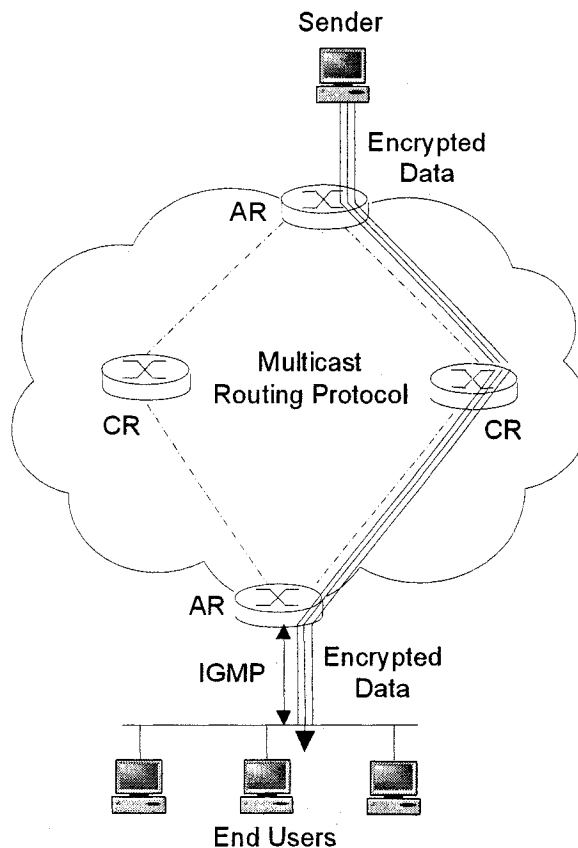 Sender
Encrypted
Data
AR
Multicast
Routing Protocol
CR
CR
AR
IGMP
Encrypted
Data
End Users